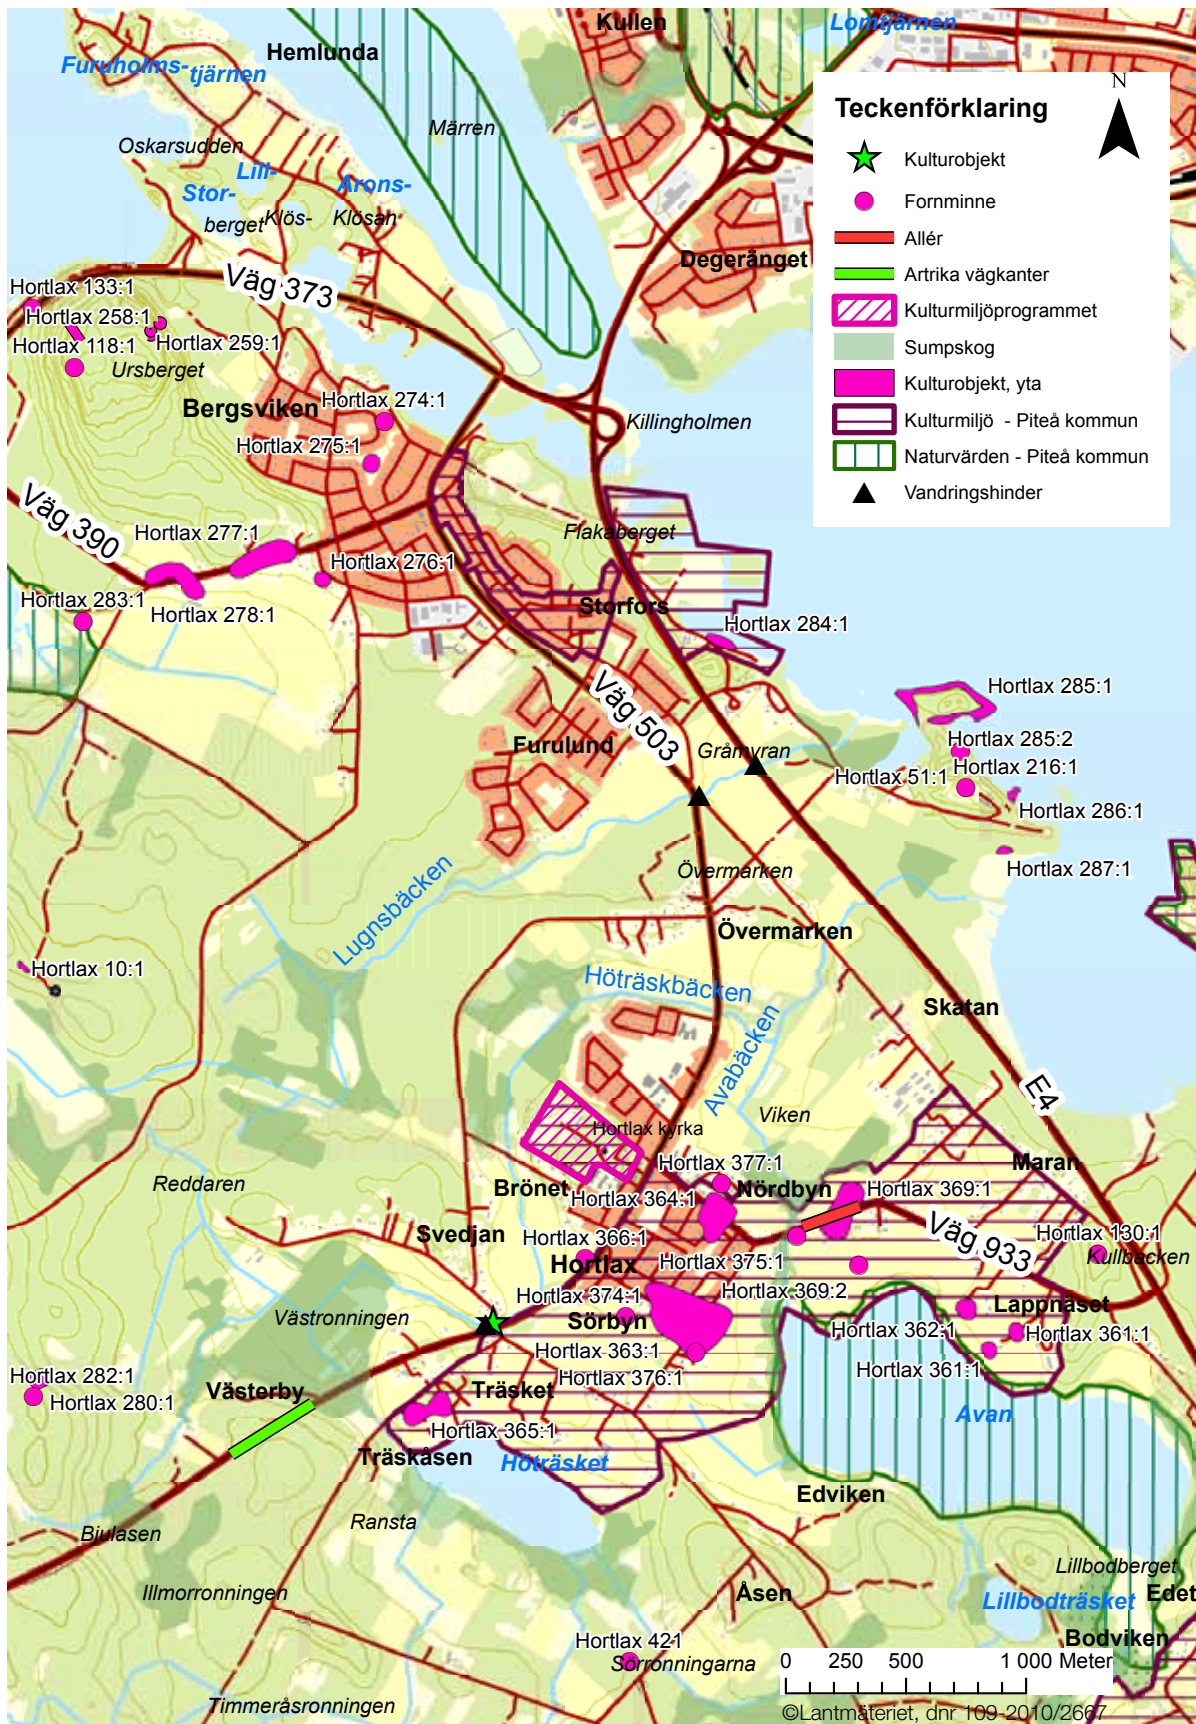 Kullen
Lomtjärnen
Hemlunda
Furuholms-tjärnen
Märren
Oskarsudden
Lill-
Stor-
Arons-
berget
Klös-
Klösan
Degeränget
Väg 373
Teckenförklaring
N
Kulturobjekt
Fornminne
Allér
Artrika vägkanter
Kulturmiljöprogrammet
Sumpskog
Kulturobjekt, yta
Kulturmiljö - Piteå kommun
Naturvärden - Piteå kommun
Vandringshinder
Hortlax 133:1
Hortlax 258:1
Hortlax 118:1
Hortlax 259:1
Ursberget
Bergsviken
Hortlax 274:1
Hortlax 275:1
Killingholmen
Väg 390
Hortlax 277:1
Flakaberget
Hortlax 276:1
Hortlax 283:1
Hortlax 278:1
Storfors
Hortlax 284:1
Hortlax 285:1
Väg 503
Furulund
Gråmyran
Hortlax 285:2
Hortlax 51:1
Hortlax 216:1
Hortlax 286:1
Hortlax 287:1
Övermarken
Lugnsbäcken
Övermarken
Hortlax 10:1
Höträskbäcken
Skatan
Avabäcken
E4
Viken
Hortlax kyrka
Maran
Hortlax 377:1
Reddaren
Brönet
Hortlax 364:1
Nördbyn
Hortlax 369:1
Svedjan
Hortlax 366:1
Väg 933
Hortlax 130:1
Kullbacken
Hortlax
Hortlax 375:1
Hortlax 374:1
Hortlax 369:2
Lappnäset
Västronningen
Sörbyn
Hortlax 362:1
Hortlax 361:1
Hortlax 363:1
Hortlax 361:1
Hortlax 282:1
Hortlax 376:1
Hortlax 280:1
Västerby
Träsket
Avan
Hortlax 365:1
Träskåsen
Höträsket
Edviken
Ransta
Bjulasen
Illmorronningen
Lillbodberget
Åsen
Lillbodträsket
Edet
Bodviken
Hortlax 421
Sörronningarna
0 250 500 1 000 Meter
Timmeråsronningen
©Lantmäteriet, dnr 109-2010/2667